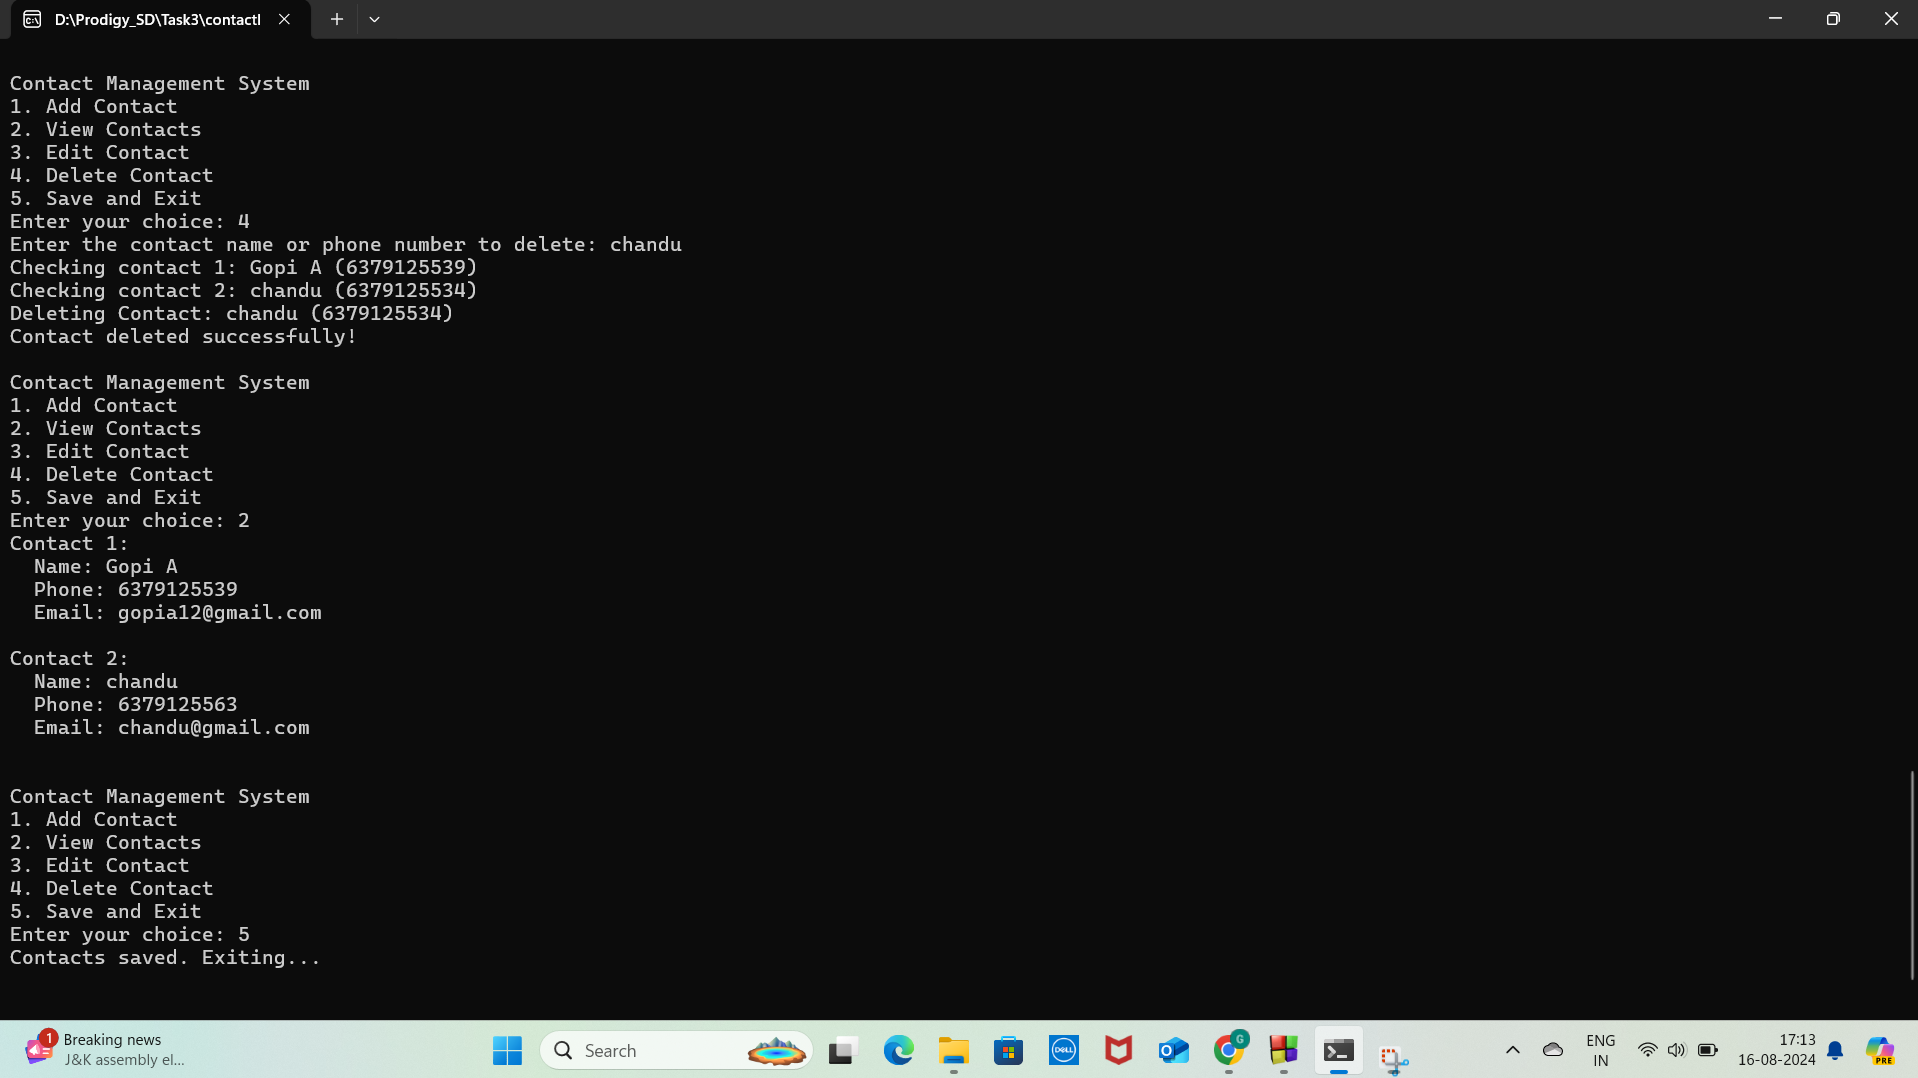 D:\Prodigy_SD\Task3\contactl
Contact Management System
1. Add Contact
2. View Contacts
3. Edit Contact
4. Delete Contact
5. Save and Exit
Enter your choice: 4
Enter the contact name or phone number to delete: chandu
Checking contact 1: Gopi A (6379125539)
Checking contact 2: chandu (6379125534)
Deleting Contact: chandu (6379125534)
Contact deleted successfully!
Contact Management System
1. Add Contact
2. View Contacts
3. Edit Contact
4. Delete Contact
5. Save and Exit
Enter your choice: 2
Contact 1:
Name: Gopi A
Phone: 6379125539
Email: gopia12@gmail.com
Contact 2:
Name: chandu
Phone: 6379125563
Email: chandu@gmail.com
Contact Management System
1. Add Contact
2. View Contacts
3. Edit Contact
4. Delete Contact
5. Save and Exit
Enter your choice: 5
Contacts saved. Exiting...
1
Breaking news
J&K assembly el...
Search
DELL
G
PRE
ENG
IN
17:13
16-08-2024